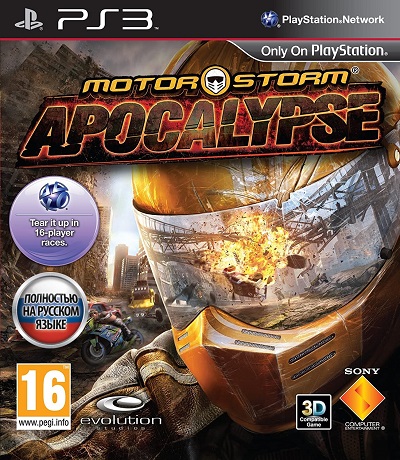 PS3
PlayStation®Network
Only On PlayStation®
MOTORSTORM®
APOCALYPSE
Tear it up in
16-player
races.
ПОЛНОСТЬЮ
НА РУССКОМ
ЯЗЫКЕ
16
www.pegi.info
evolution
studios
3D
Compatible
Game
SONY
COMPUTER
ENTERTAINMENT®